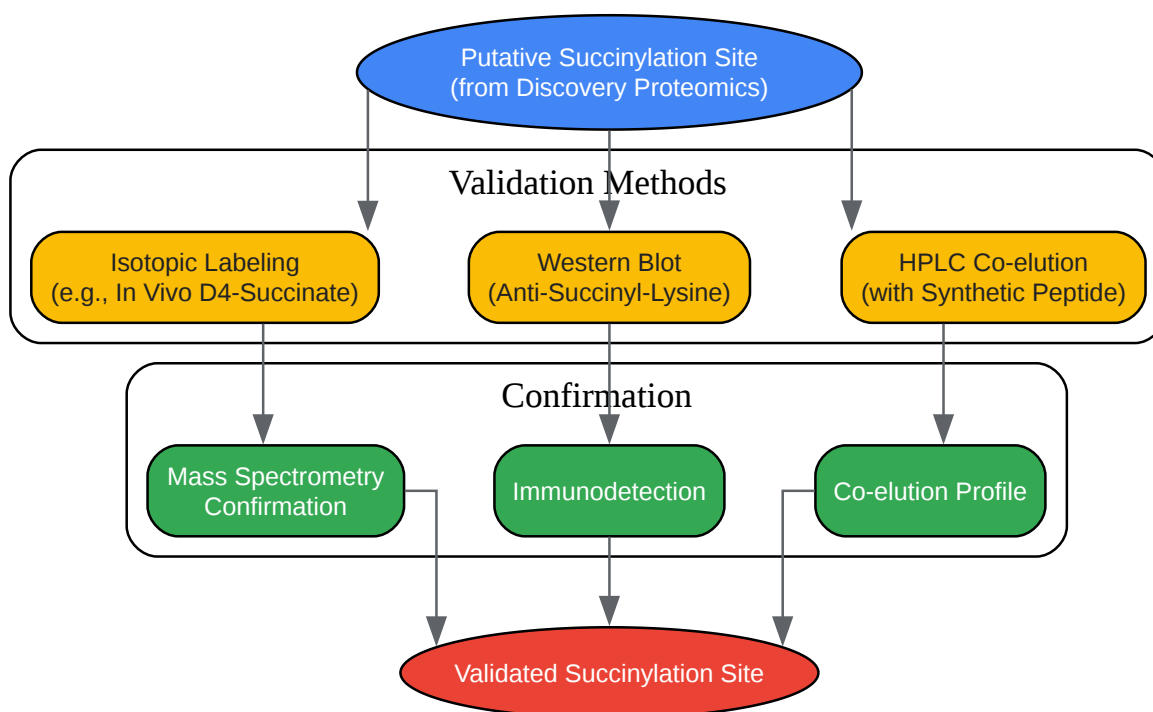 Putative Succinylation Site
(from Discovery Proteomics)
Validation Methods
Isotopic Labeling
(e.g., In Vivo D4-Succinate)
Western Blot
(Anti-Succinyl-Lysine)
HPLC Co-elution
(with Synthetic Peptide)
Confirmation
Mass Spectrometry
Confirmation
Immunodetection
Co-elution Profile
Validated Succinylation Site